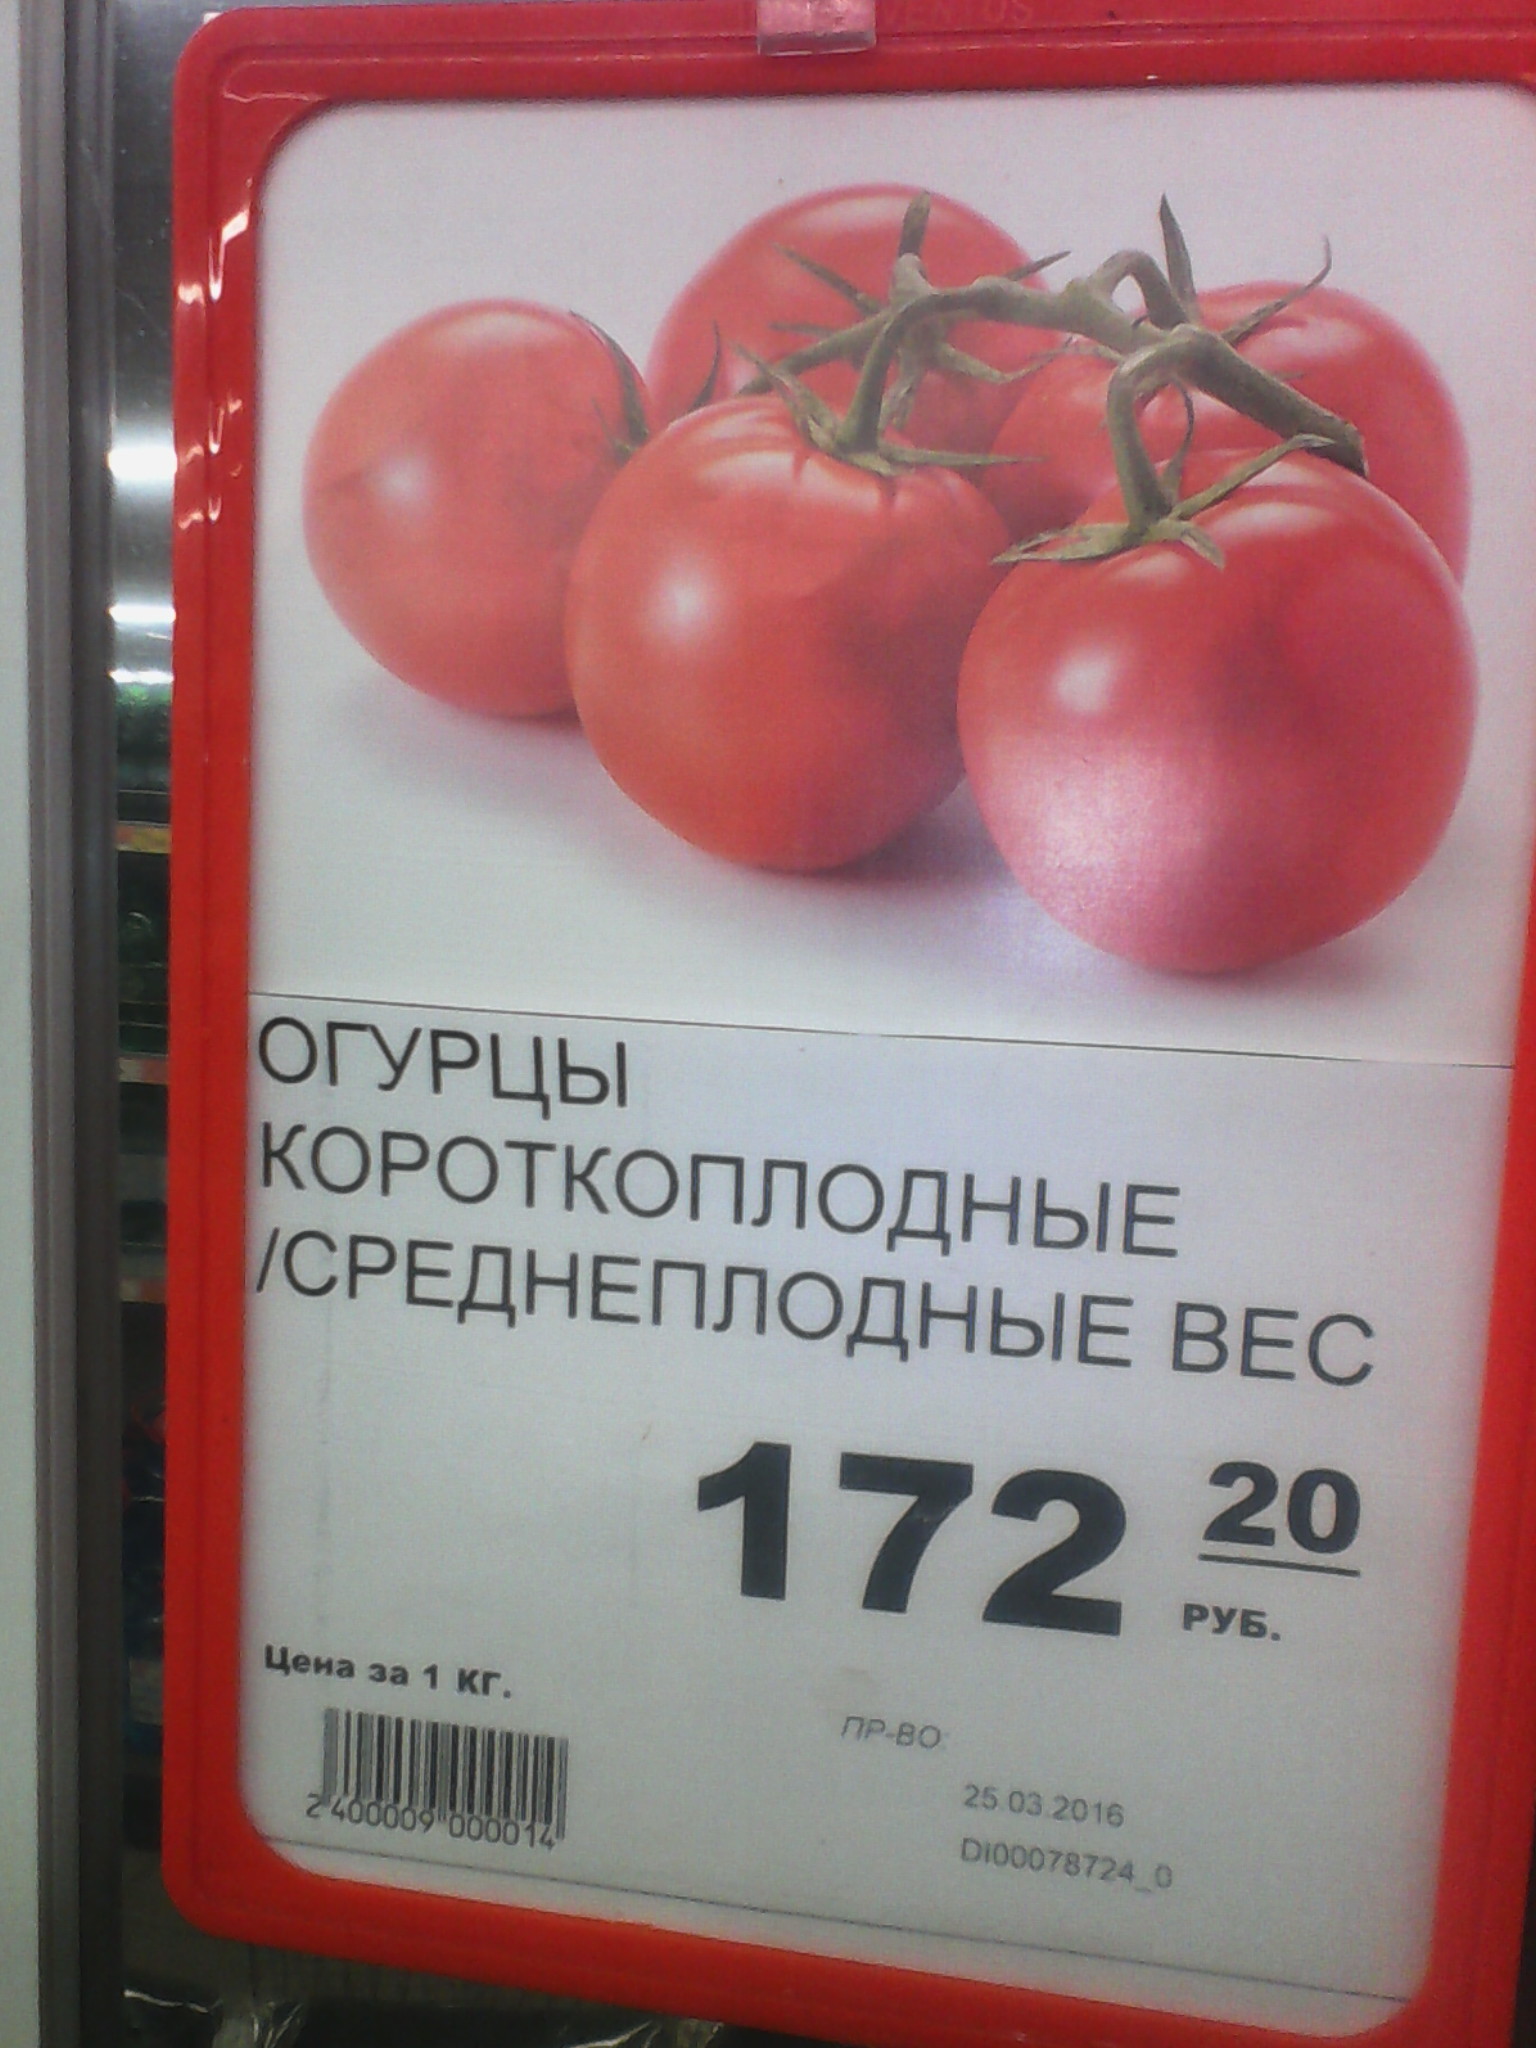 ОГУРЦЫ
КОРОТКОПЛОДНЫЕ
/СРЕДНЕПЛОДНЫЕ ВЕС
172 20
РУБ.
Цена за 1 КГ.
2 400009 000014
ПР-ВО:
25.03.2016
DI00078724_0